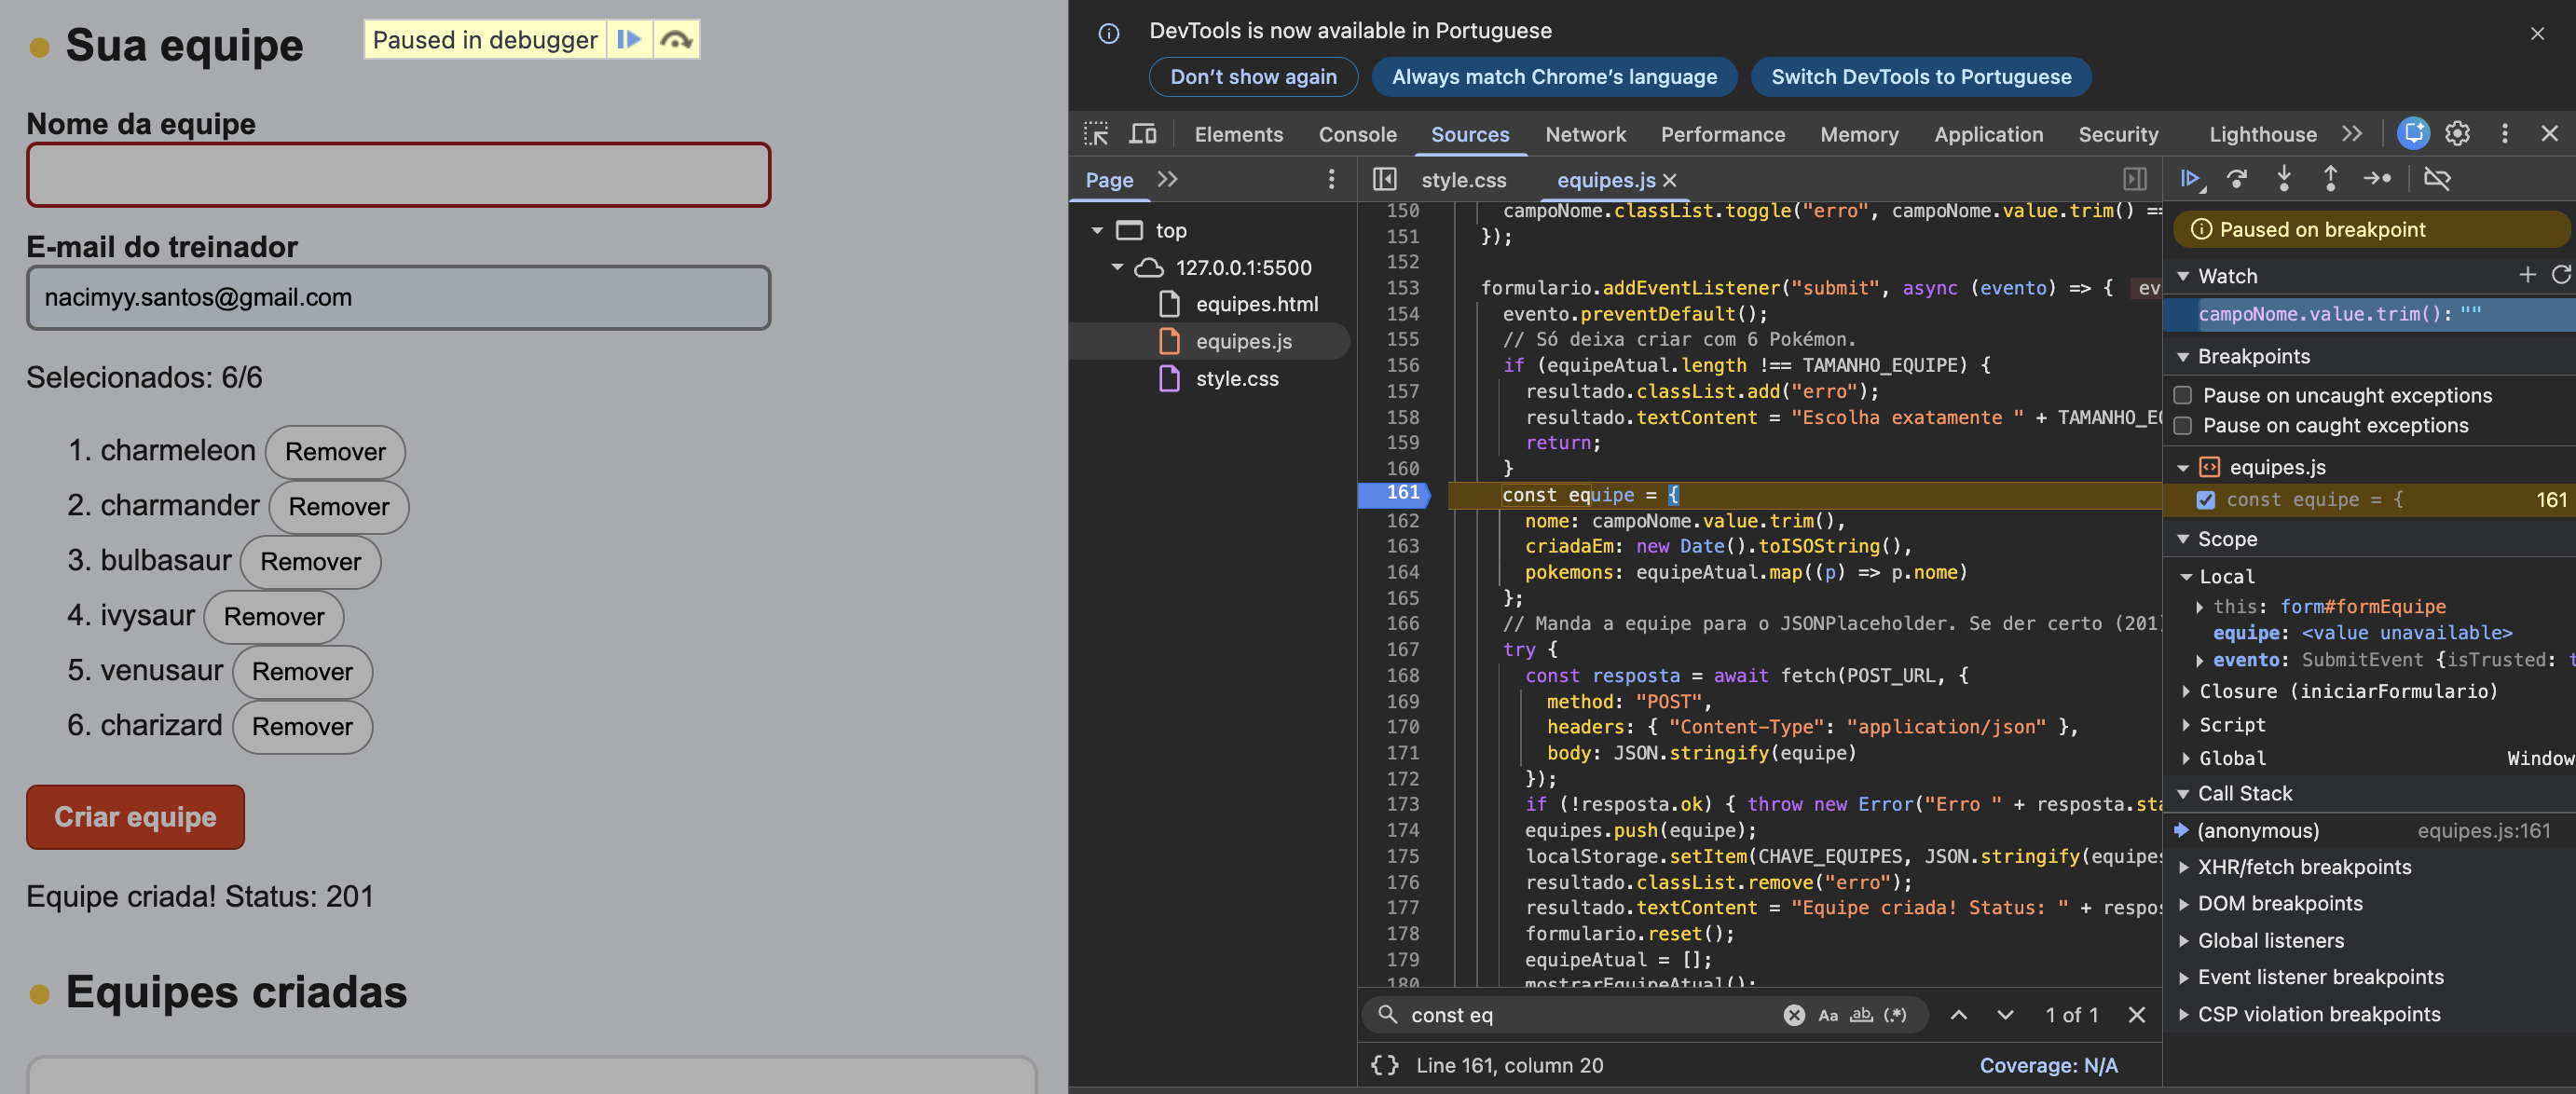 Sua equipe
Paused in debugger
Nome da equipe
E-mail do treinador
nacimyy.santos@gmail.com
Selecionados: 6/6
1. charmeleon Remover
2. charmander Remover
3. bulbasaur Remover
4. ivysaur Remover
5. venusaur Remover
6. charizard Remover
Criar equipe
Equipe criada! Status: 201
Equipes criadas
DevTools is now available in Portuguese
Don't show again
Always match Chrome's language
Switch DevTools to Portuguese
Elements Console Sources Network Performance Memory Application Security Lighthouse
Page
top
127.0.0.1:5500
equipes.html
equipes.js
style.css
style.css equipes.js
150 campoNome.classList.toggle("erro", campoNome.value.trim() ==
151 });
152
153 formulario.addEventListener("submit", async (evento) => { ev
154 evento.preventDefault();
155 // Só deixa criar com 6 Pokémon.
156 if (equipeAtual.length !== TAMANHO_EQUIPE) {
157 resultado.classList.add("erro");
158 resultado.textContent = "Escolha exatamente " + TAMANHO_EQ
159 return;
160 }
161 const equipe = {
162 nome: campoNome.value.trim(),
163 criadaEm: new Date().toISOString(),
164 pokemons: equipeAtual.map((p) => p.nome)
165 };
166 // Manda a equipe para o JSONPlaceholder. Se der certo (201)
167 try {
168 const resposta = await fetch(POST_URL, {
169 method: "POST",
170 headers: { "Content-Type": "application/json" },
171 body: JSON.stringify(equipe)
172 });
173 if (!resposta.ok) { throw new Error("Erro " + resposta.sta
174 equipes.push(equipe);
175 localStorage.setItem(CHAVE_EQUIPES, JSON.stringify(equipes
176 resultado.classList.remove("erro");
177 resultado.textContent = "Equipe criada! Status: " + respos
178 formulario.reset();
179 equipeAtual = [];
180 mostrarEquipeAtual();
const eq
Aa ab (.*)
1 of 1
{} Line 161, column 20
Coverage: N/A
Paused on breakpoint
Watch
campoNome.value.trim(): ""
Breakpoints
Pause on uncaught exceptions
Pause on caught exceptions
equipes.js
const equipe = { 161
Scope
Local
this: form#formEquipe
equipe: <value unavailable>
evento: SubmitEvent {isTrusted: t
Closure (iniciarFormulario)
Script
Global Window
Call Stack
(anonymous) equipes.js:161
XHR/fetch breakpoints
DOM breakpoints
Global listeners
Event listener breakpoints
CSP violation breakpoints